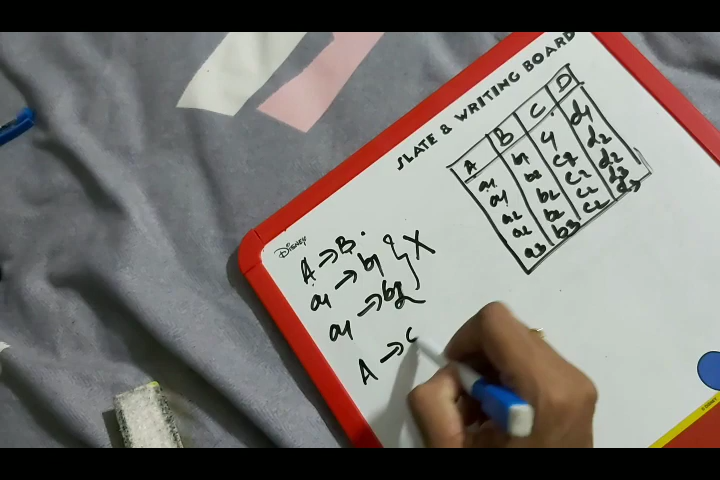 SLATE & WRITING BOARD
A B C D
a1 b1 c1 d1
a1 b2 c1 d2
a2 b2 c2 d2
a2 b2 c2 d3
a3 b3 c2 d3
DISNEY
A → B.
a1 → b1
a1 → b2 } X
A → C